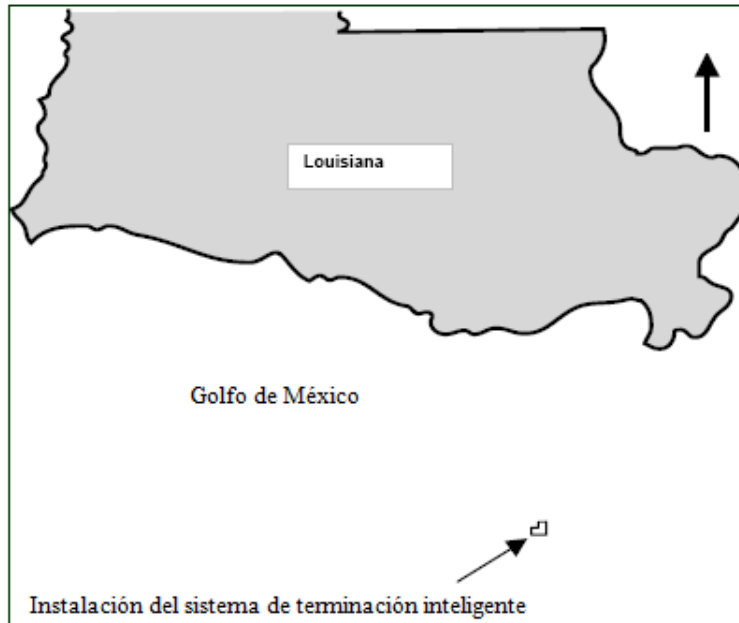 Louisiana
Golfo de México
Instalación del sistema de terminación inteligente